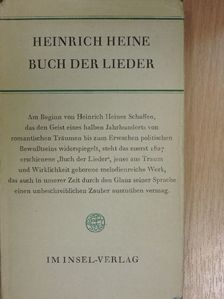 HEINRICH HEINE
BUCH DER LIEDER
Am Beginn von Heinrich Heines Schaffen,
das den Geist eines halben Jahrhunderts von
romantischen Träumen bis zum Erwachen politischen
Bewußtseins widerspiegelt, steht das zuerst 1827
erschienene „Buch der Lieder“, jenes aus Traum
und Wirklichkeit geborene melodienreiche Werk,
das auch in unserer Zeit durch den Glanz seiner Sprache
einen unbeschreiblichen Zauber auszuüben vermag.
IM INSEL-VERLAG